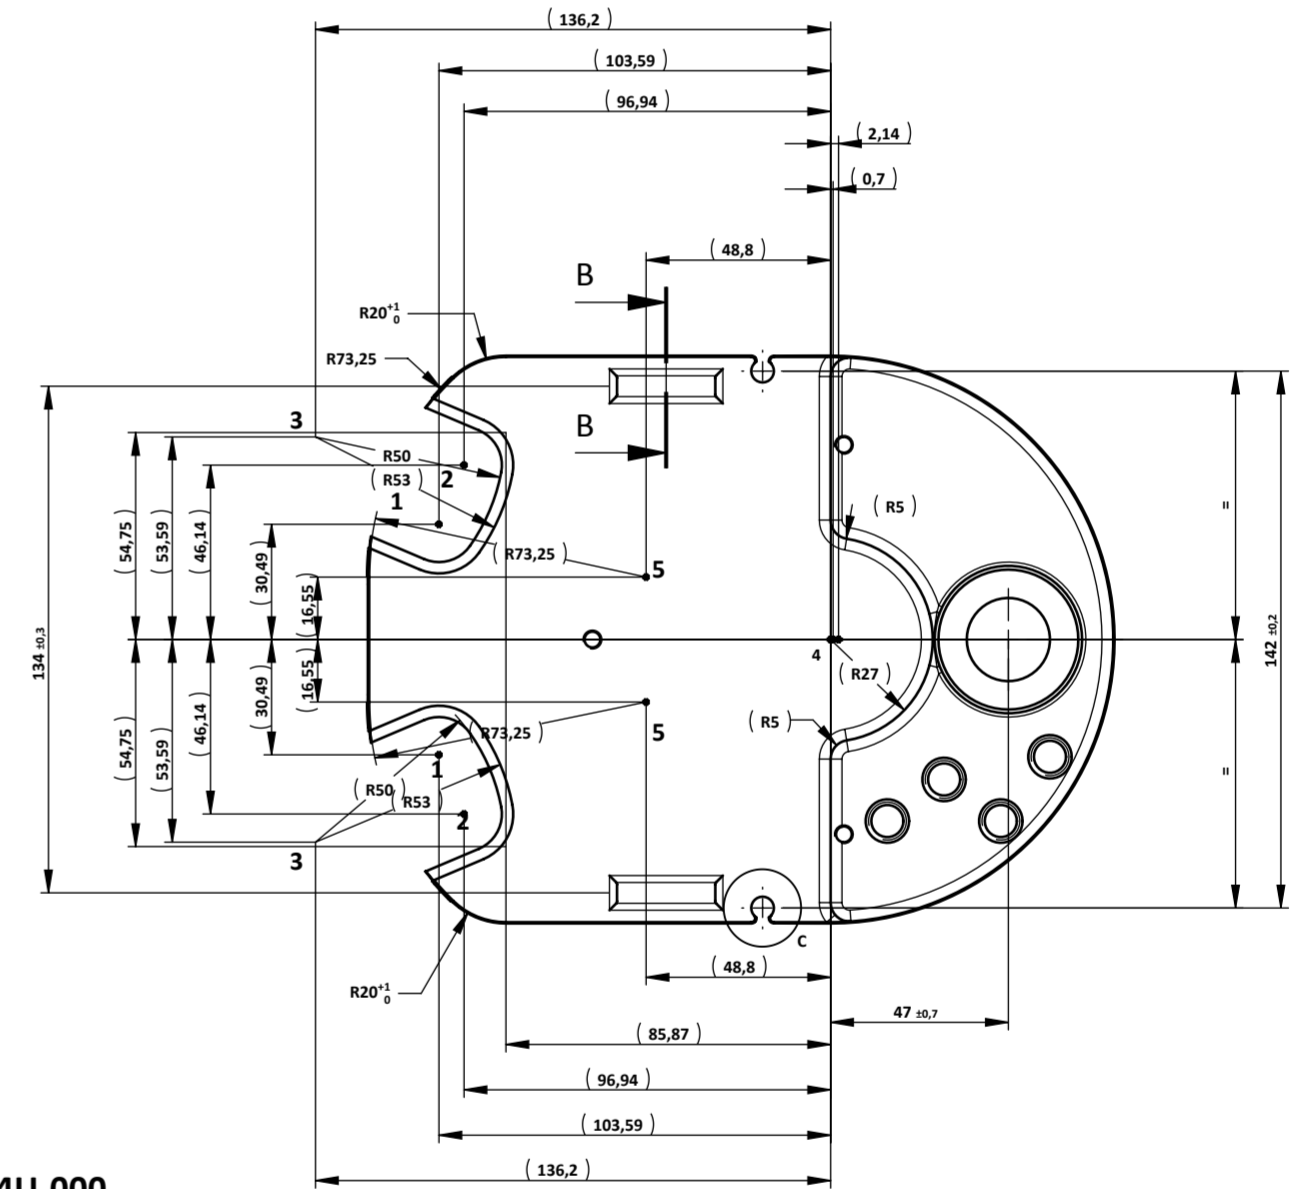 ( 136,2 )
( 103,59 )
( 96,94 )
( 2,14 )
( 0,7 )
( 48,8 )
B
R20 +1 0
R73,25
B
3
R50
2
( R53 )
1
( R5 )
=
( 54,75 )
( 53,59 )
( 46,14 )
( 30,49 )
( R73,25 )
( 16,55 )
5
134 ±0,3
142 ±0,2
4
( R27 )
( 54,75 )
( 53,59 )
( 46,14 )
( 30,49 )
( 16,55 )
( R73,25 )
5
( R5 )
1
=
( R50 )
( R53 )
2
3
C
( 48,8 )
R20 +1 0
47 ±0,7
( 85,87 )
( 96,94 )
( 103,59 )
( 136,2 )